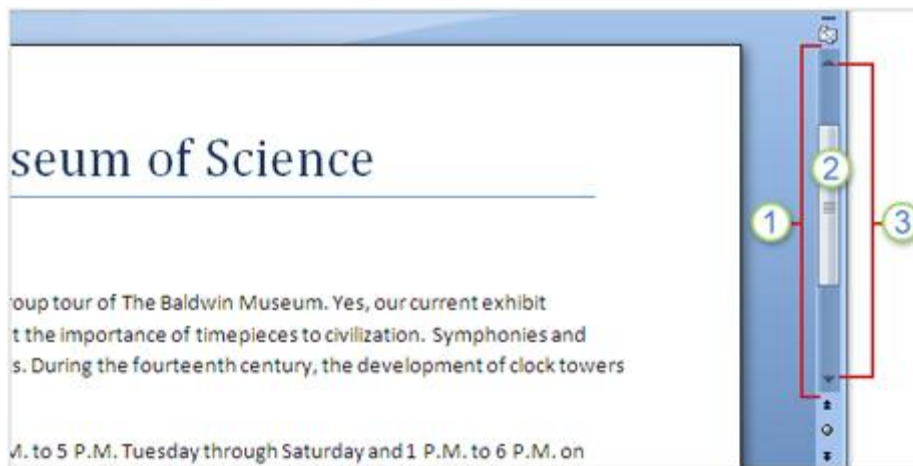 seum of Science
roup tour of The Baldwin Museum. Yes, our current exhibit
t the importance of timepieces to civilization. Symphonies and
s. During the fourteenth century, the development of clock towers
M. to 5 P.M. Tuesday through Saturday and 1 P.M. to 6 P.M. on
1
2
3